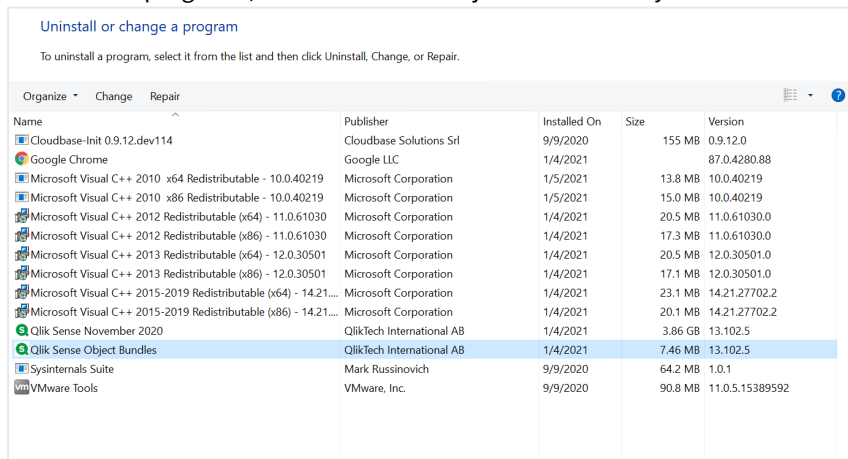 Uninstall or change a program
To uninstall a program, select it from the list and then click Uninstall, Change, or Repair.
Organize Change Repair
Name Publisher Installed On Size Version
Cloudbase-Init 0.9.12.dev114 Cloudbase Solutions Srl 9/9/2020 155 MB 0.9.12.0
Google Chrome Google LLC 1/4/2021 87.0.4280.88
Microsoft Visual C++ 2010 x64 Redistributable - 10.0.40219 Microsoft Corporation 1/5/2021 13.8 MB 10.0.40219
Microsoft Visual C++ 2010 x86 Redistributable - 10.0.40219 Microsoft Corporation 1/5/2021 15.0 MB 10.0.40219
Microsoft Visual C++ 2012 Redistributable (x64) - 11.0.61030 Microsoft Corporation 1/4/2021 20.5 MB 11.0.61030.0
Microsoft Visual C++ 2012 Redistributable (x86) - 11.0.61030 Microsoft Corporation 1/4/2021 17.3 MB 11.0.61030.0
Microsoft Visual C++ 2013 Redistributable (x64) - 12.0.30501 Microsoft Corporation 1/4/2021 20.5 MB 12.0.30501.0
Microsoft Visual C++ 2013 Redistributable (x86) - 12.0.30501 Microsoft Corporation 1/4/2021 17.1 MB 12.0.30501.0
Microsoft Visual C++ 2015-2019 Redistributable (x64) - 14.21.... Microsoft Corporation 1/4/2021 23.1 MB 14.21.27702.2
Microsoft Visual C++ 2015-2019 Redistributable (x86) - 14.21.... Microsoft Corporation 1/4/2021 20.1 MB 14.21.27702.2
Qlik Sense November 2020 QlikTech International AB 1/4/2021 3.86 GB 13.102.5
Qlik Sense Object Bundles QlikTech International AB 1/4/2021 7.46 MB 13.102.5
Sysinternals Suite Mark Russinovich 9/9/2020 64.2 MB 1.0.1
VMware Tools VMware, Inc. 9/9/2020 90.8 MB 11.0.5.15389592